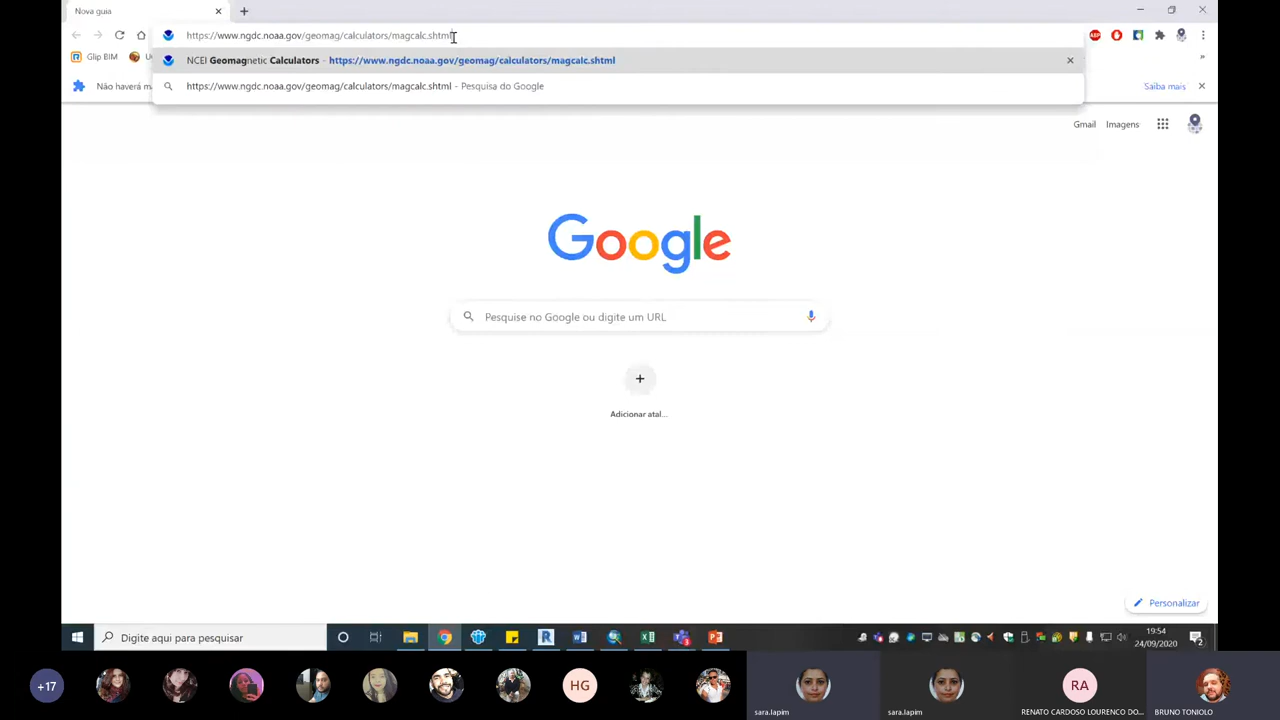 Nova guia
https://www.ngdc.noaa.gov/geomag/calculators/magcalc.shtml
NCEI Geomagnetic Calculators - https://www.ngdc.noaa.gov/geomag/calculators/magcalc.shtml
https://www.ngdc.noaa.gov/geomag/calculators/magcalc.shtml - Pesquisa do Google
Glip BIM
Não haverá
Saiba mais
Gmail Imagens
Google
Pesquise no Google ou digite um URL
Adicionar atal...
Personalizar
Digite aqui para pesquisar
19:54
24/09/2020
+17
HG
RA
sara.lapim
sara.lapim
RENATO CARDOSO LOURENCO DO...
BRUNO TONIOLO